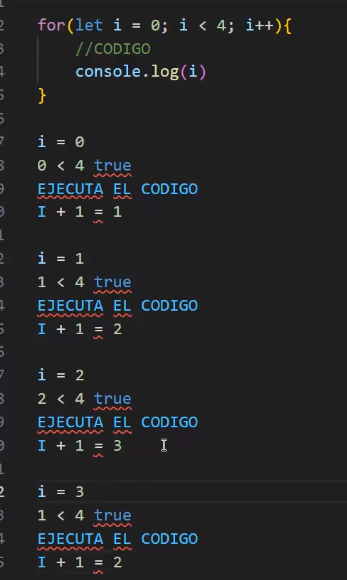 for(let i = 0; i < 4; i++){
//CODIGO
console.log(i)
}
i = 0
0 < 4 true
EJECUTA EL CODIGO
I + 1 = 1
i = 1
1 < 4 true
EJECUTA EL CODIGO
I + 1 = 2
i = 2
2 < 4 true
EJECUTA EL CODIGO
I + 1 = 3
i = 3
1 < 4 true
EJECUTA EL CODIGO
I + 1 = 2